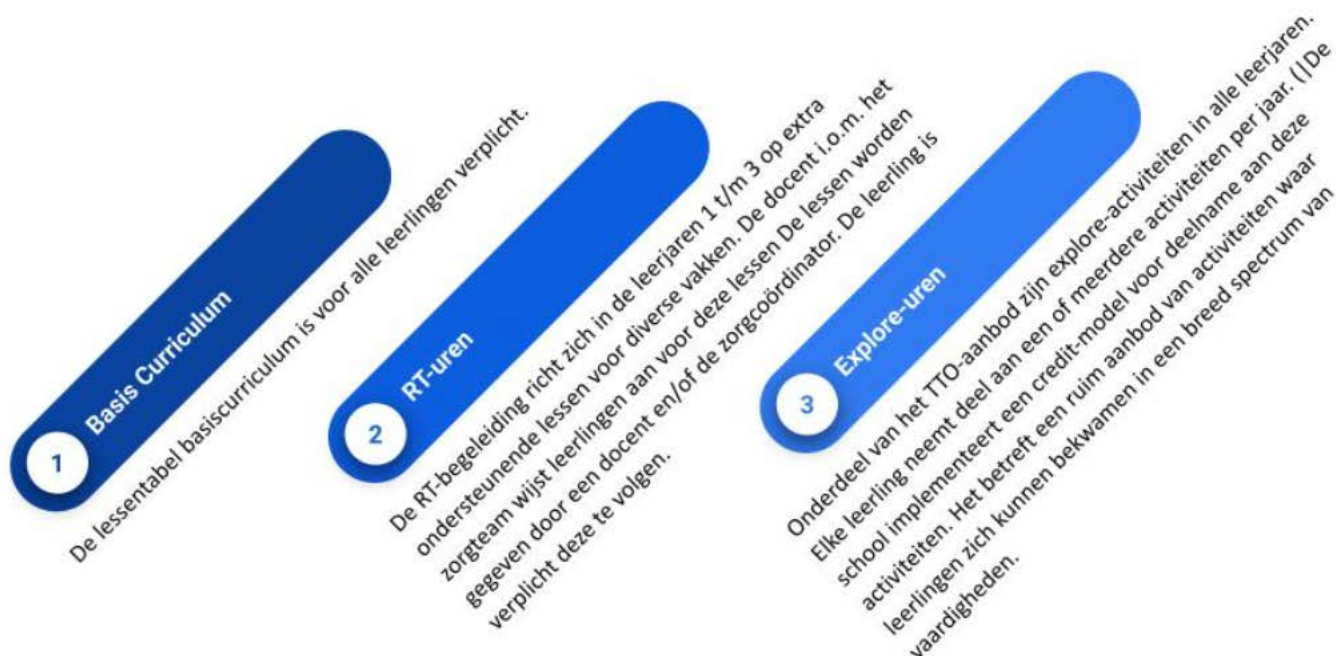 1
Basis Curriculum
De lessentabel basiscurriculum is voor alle leerlingen verplicht.
2
RT-uren
De RT-begeleiding richt zich in de leerjaren 1 t/m 3 op extra
ondersteunende lessen voor diverse vakken. De docent i.o.m. het
zorgteam wijst leerlingen aan voor deze lessen De lessen worden
gegeven door een docent en/of de zorgcoördinator. De leerling is
verplicht deze te volgen.
3
Explore-uren
Onderdeel van het TTO-aanbod zijn explore-activiteiten in alle leerjaren.
Elke leerling neemt deel aan een of meerdere activiteiten per jaar. (|De
school implementeert een credit-model voor deelname aan deze
activiteiten. Het betreft een ruim aanbod van activiteiten waar
leerlingen zich kunnen bekwamen in een breed spectrum van
vaardigheden.